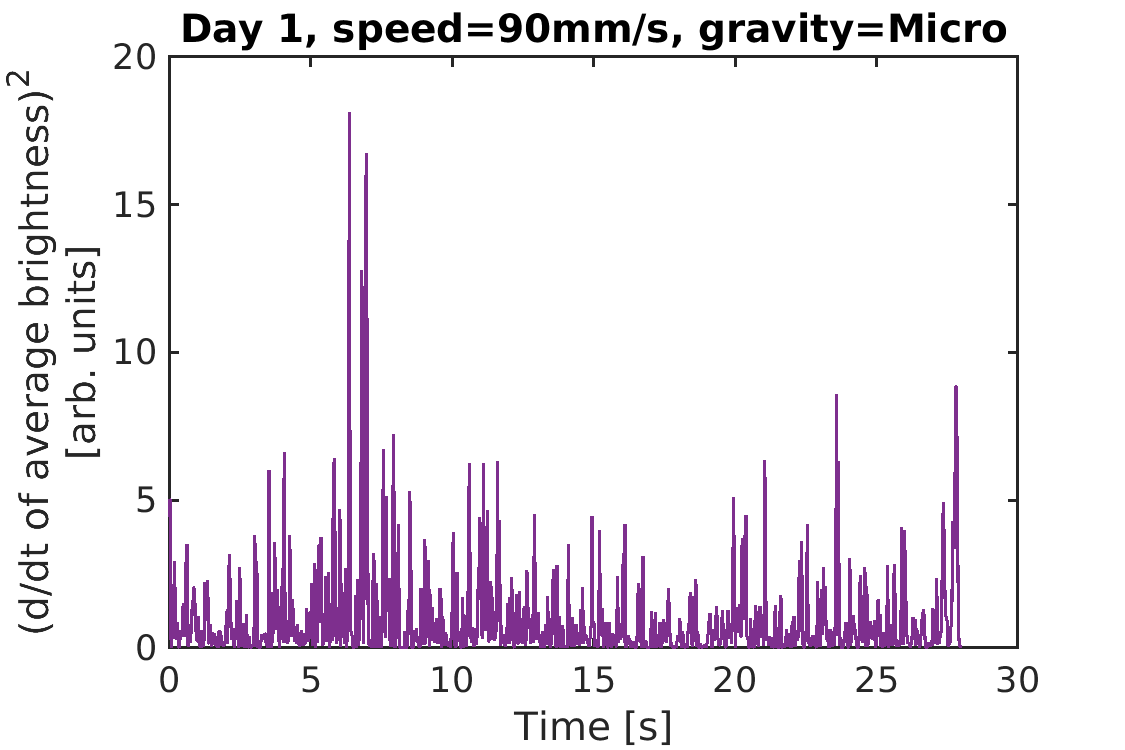 Day 1, speed=90mm/s, gravity=Micro
(d/dt of average brightness)²
[arb. units]
20
15
10
5
0
0 5 10 15 20 25 30
Time [s]